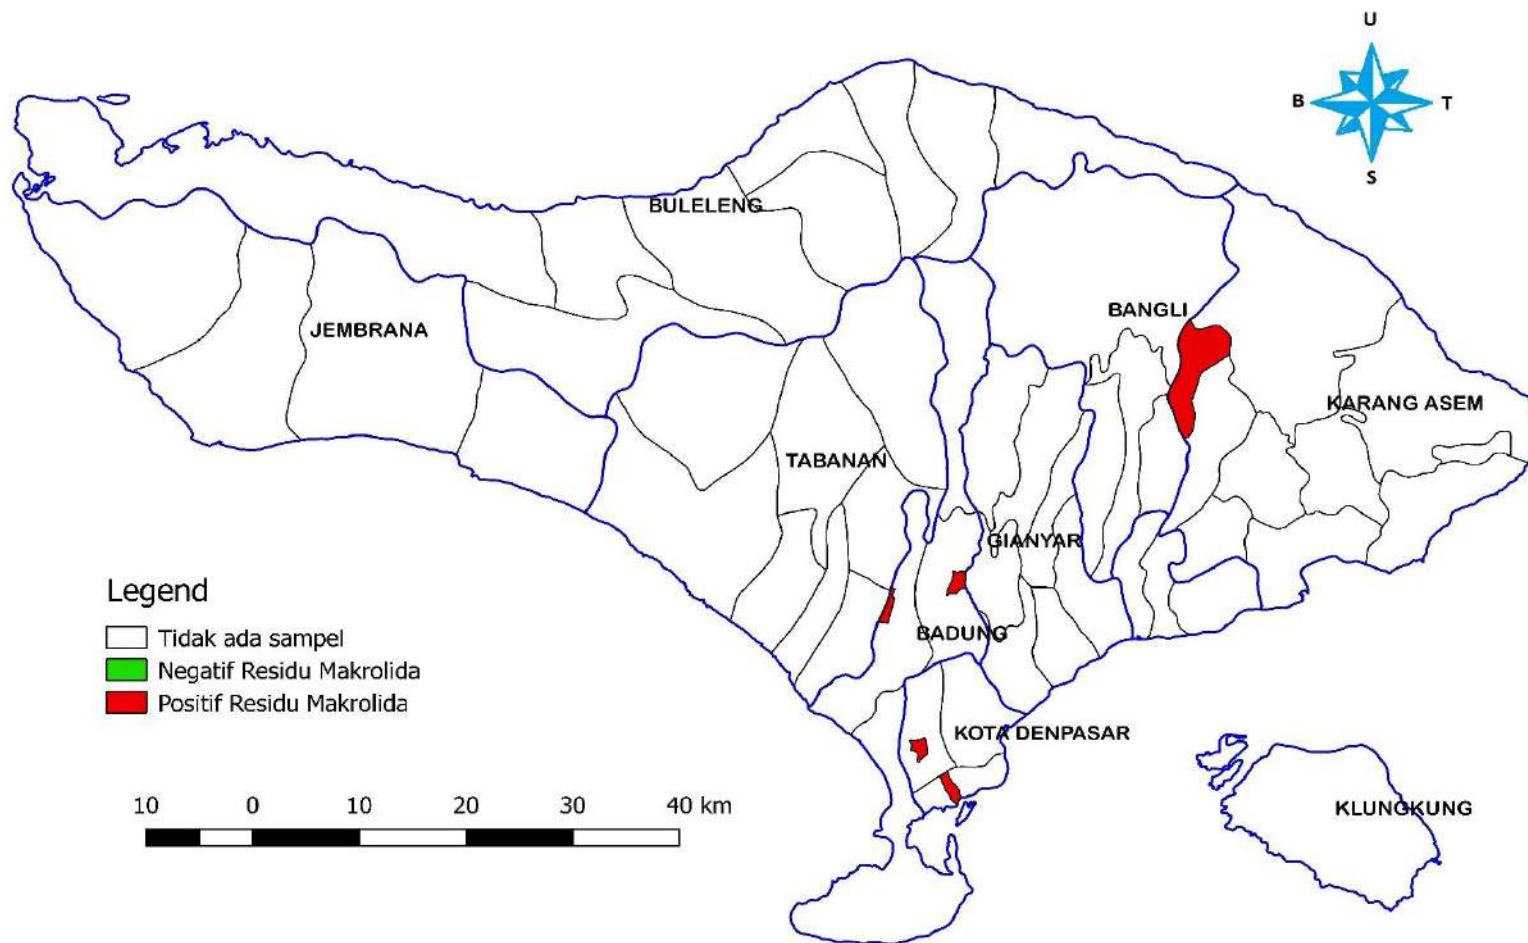 U
B
T
S
BULELENG
BANGLI
JEMBRANA
KARANG ASEM
TABANAN
GIANYAR
Legend
Tidak ada sampel
BADUNG
Negatif Residu Makrolida
Positif Residu Makrolida
KOTA DENPASAR
10 0 10 20 30 40 km
KLUNGKUNG